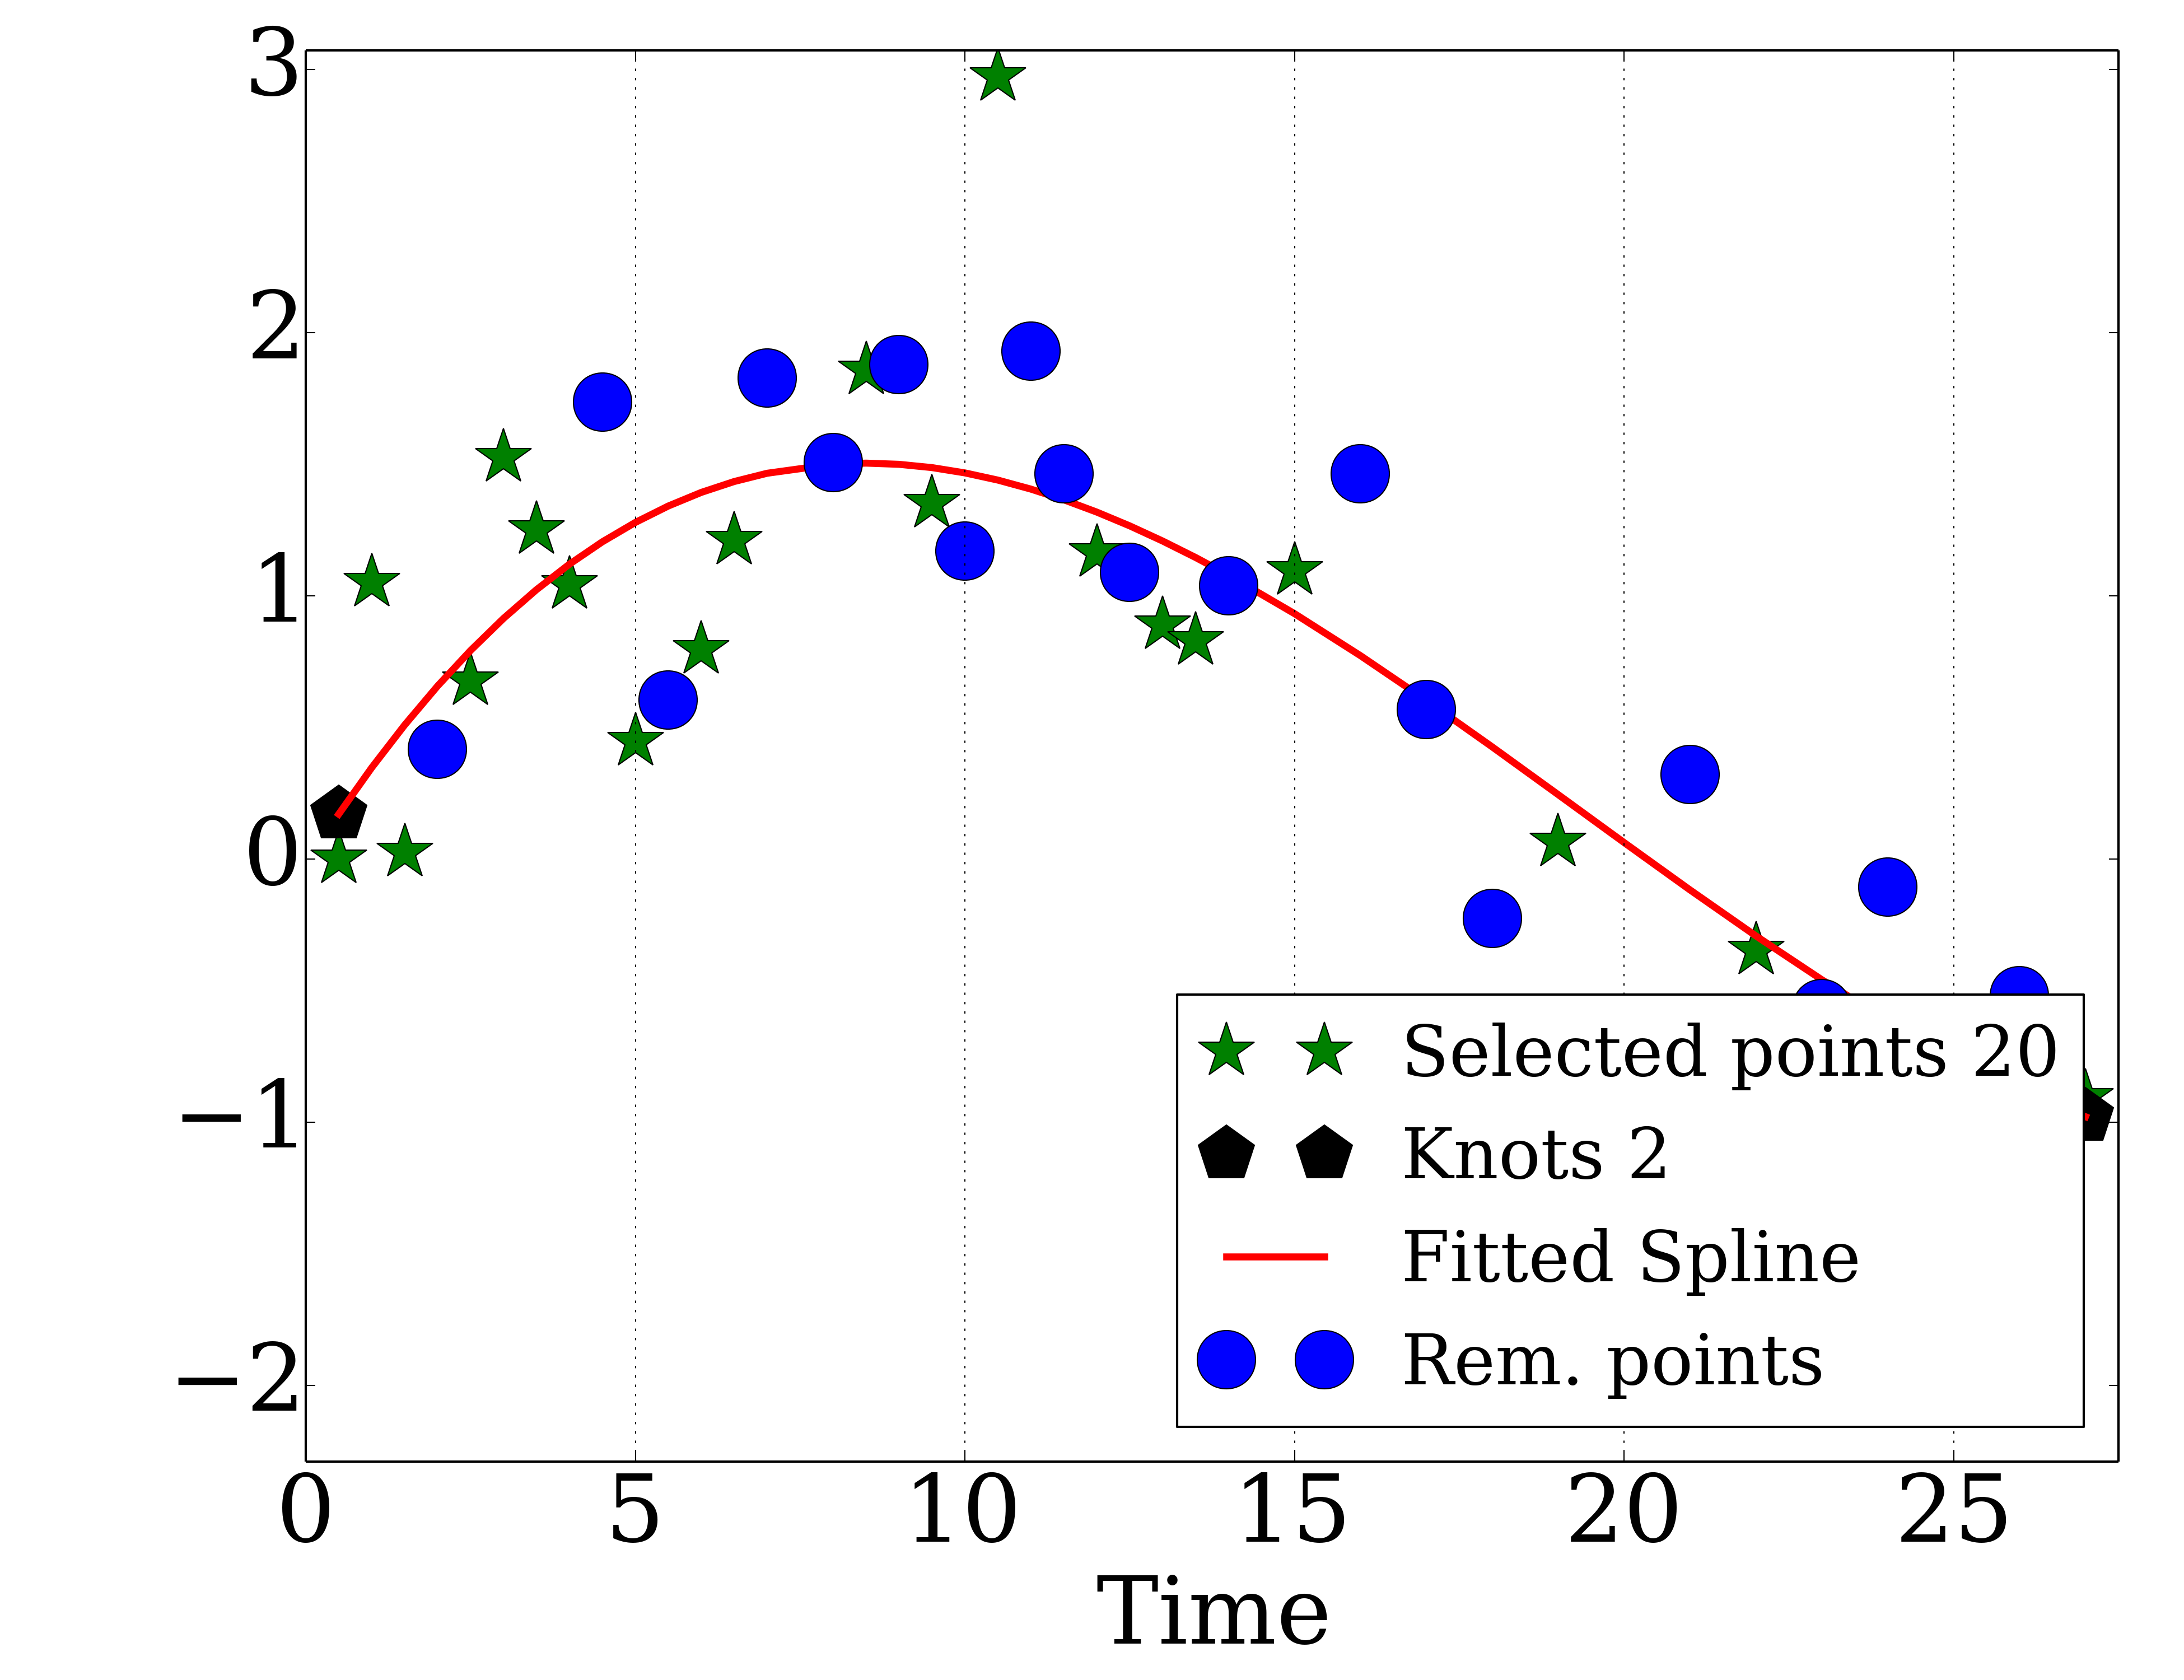 3
2
1
0
−1
−2
Selected points 20
Knots 2
Fitted Spline
Rem. points
0 5 10 15 20 25
Time